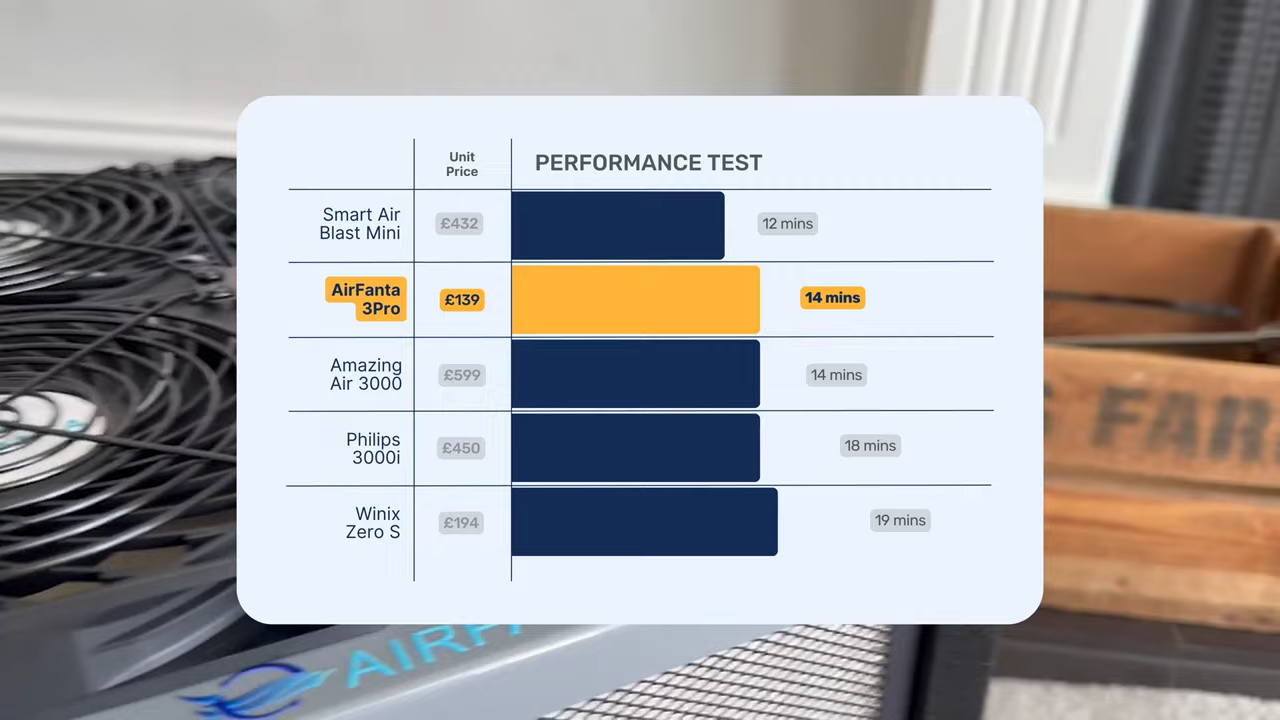 Unit
Price
PERFORMANCE TEST
Smart Air
Blast Mini
£432
12 mins
AirFanta
3Pro
£139
14 mins
Amazing
Air 3000
£599
14 mins
Philips
3000i
£450
18 mins
Winix
Zero S
£194
19 mins
FAR
AIRF